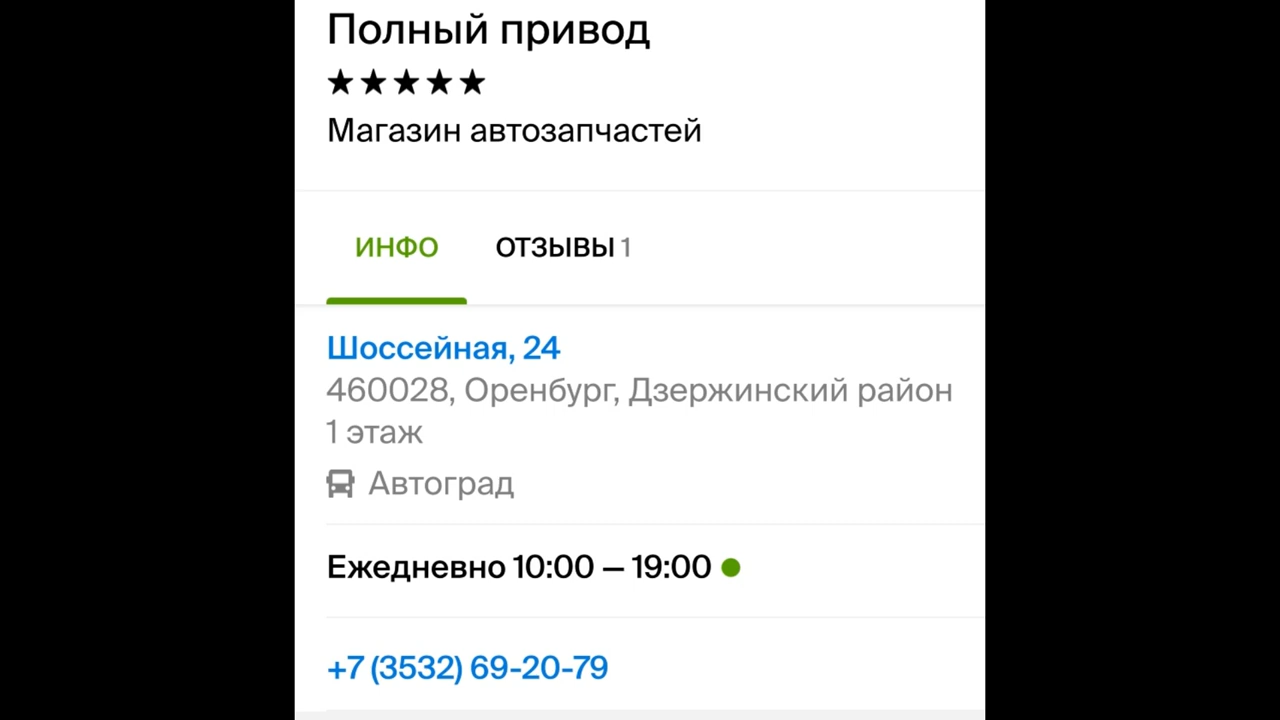 Полный привод
★★★★★
Магазин автозапчастей
ИНФО ОТЗЫВЫ 1
Шоссейная, 24
460028, Оренбург, Дзержинский район
1 этаж
Автоград
Ежедневно 10:00 — 19:00
+7 (3532) 69-20-79